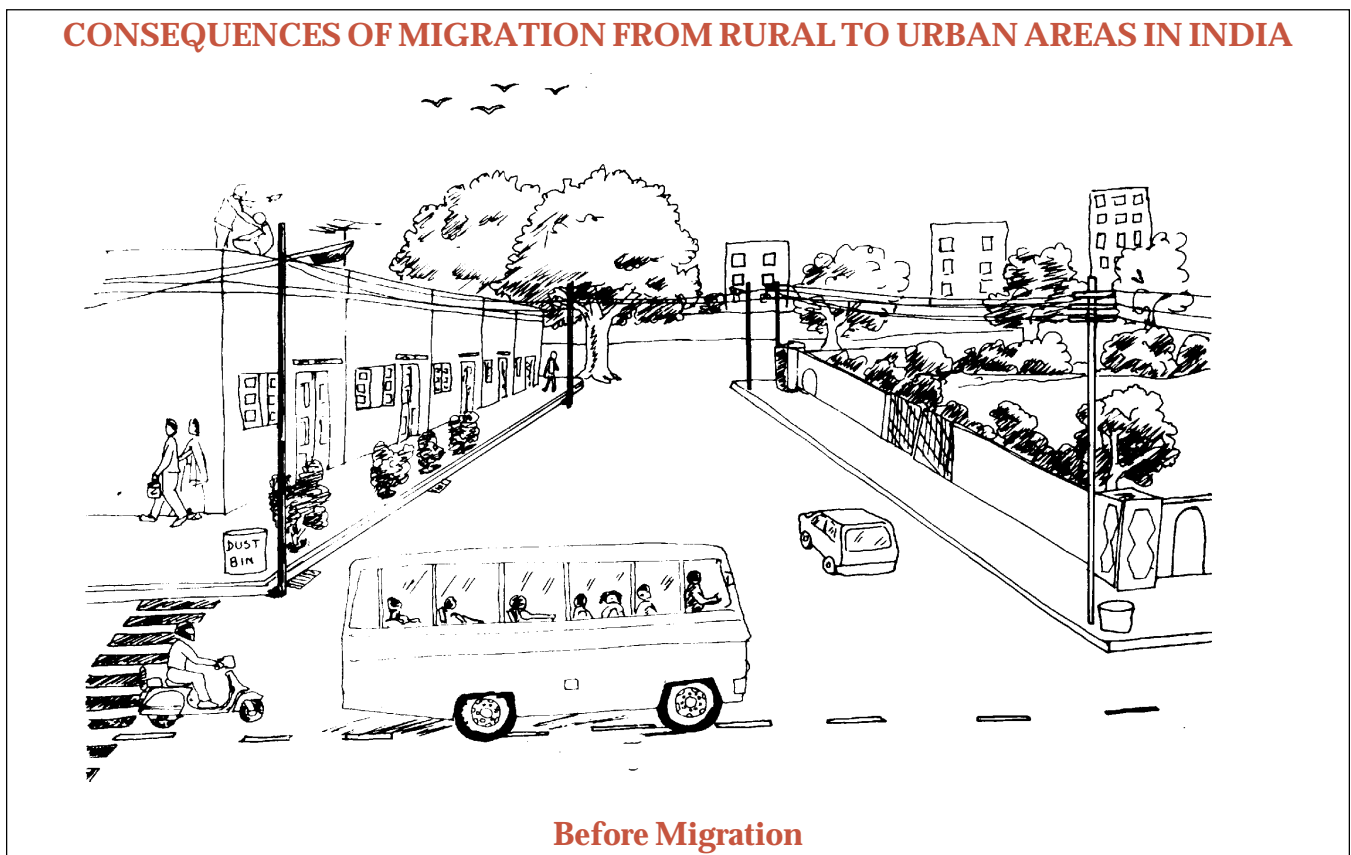 CONSEQUENCES OF MIGRATION FROM RURAL TO URBAN AREAS IN INDIA
DUST
BIN
Before Migration